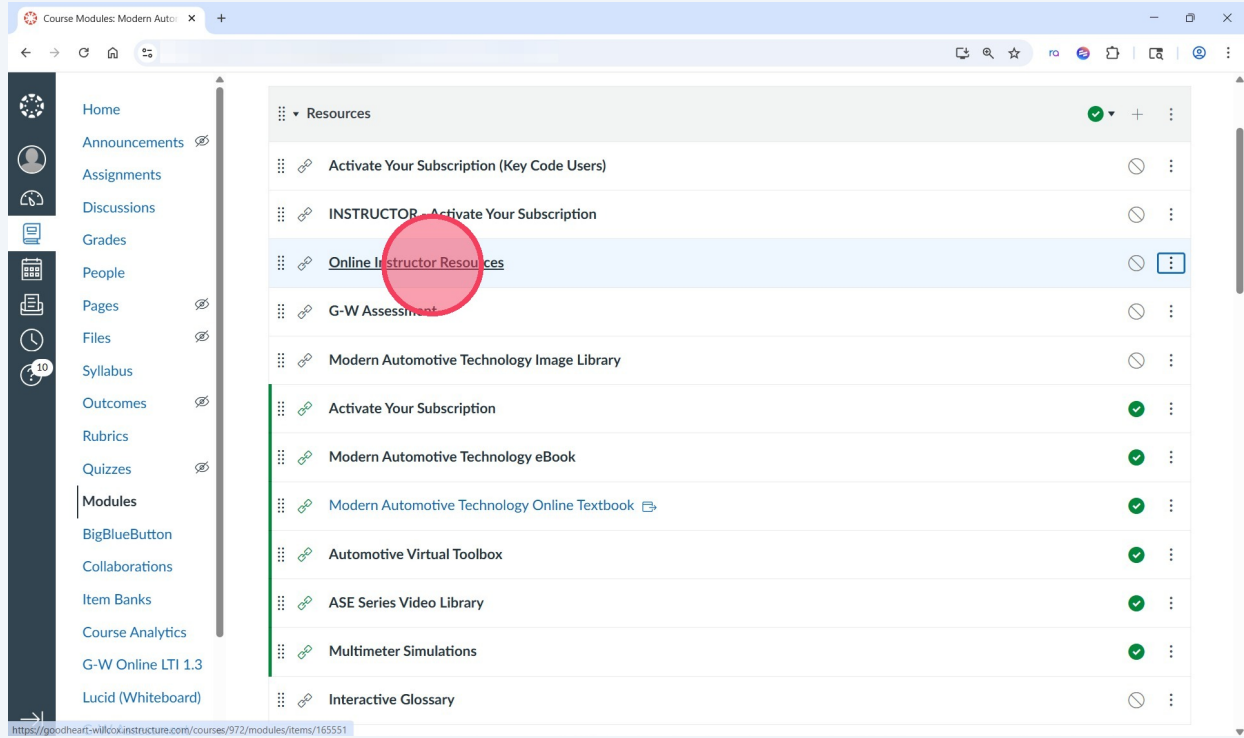 Course Modules: Modern Auto
Home
Announcements
Assignments
Discussions
Grades
People
Pages
Files
Syllabus
Outcomes
Rubrics
Quizzes
Modules
BigBlueButton
Collaborations
Item Banks
Course Analytics
G-W Online LTI 1.3
Lucid (Whiteboard)
10
Resources
Activate Your Subscription (Key Code Users)
INSTRUCTOR - Activate Your Subscription
Online Instructor Resources
G-W Assessment
Modern Automotive Technology Image Library
Activate Your Subscription
Modern Automotive Technology eBook
Modern Automotive Technology Online Textbook
Automotive Virtual Toolbox
ASE Series Video Library
Multimeter Simulations
Interactive Glossary
https://goodheart-willcox.instructure.com/courses/972/modules/items/165551